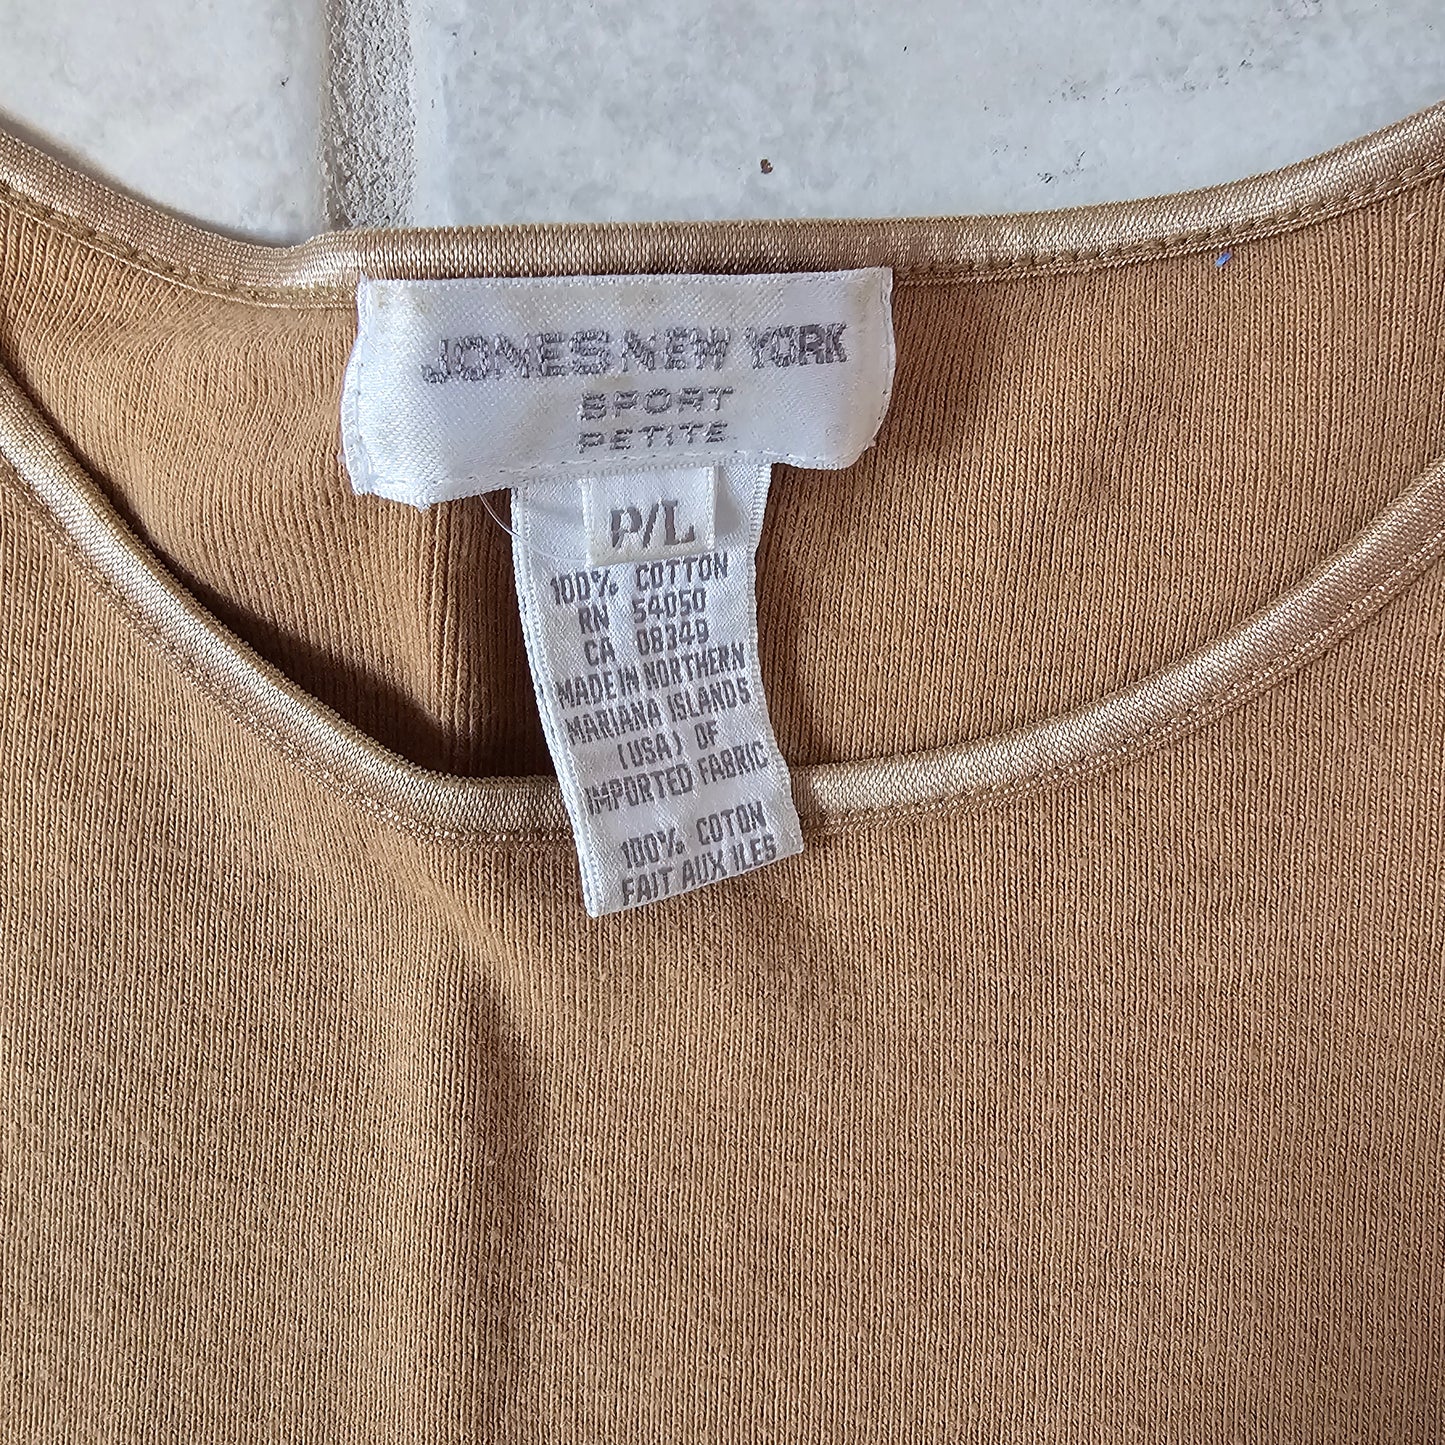 JONES NEW YORK
SPORT
PETITE
P/L
100% COTTON
RN 54050
CA 08349
MADE IN NORTHERN
MARIANA ISLANDS
(USA) OF
IMPORTED FABRIC
100% COTON
FAIT AUX ILES